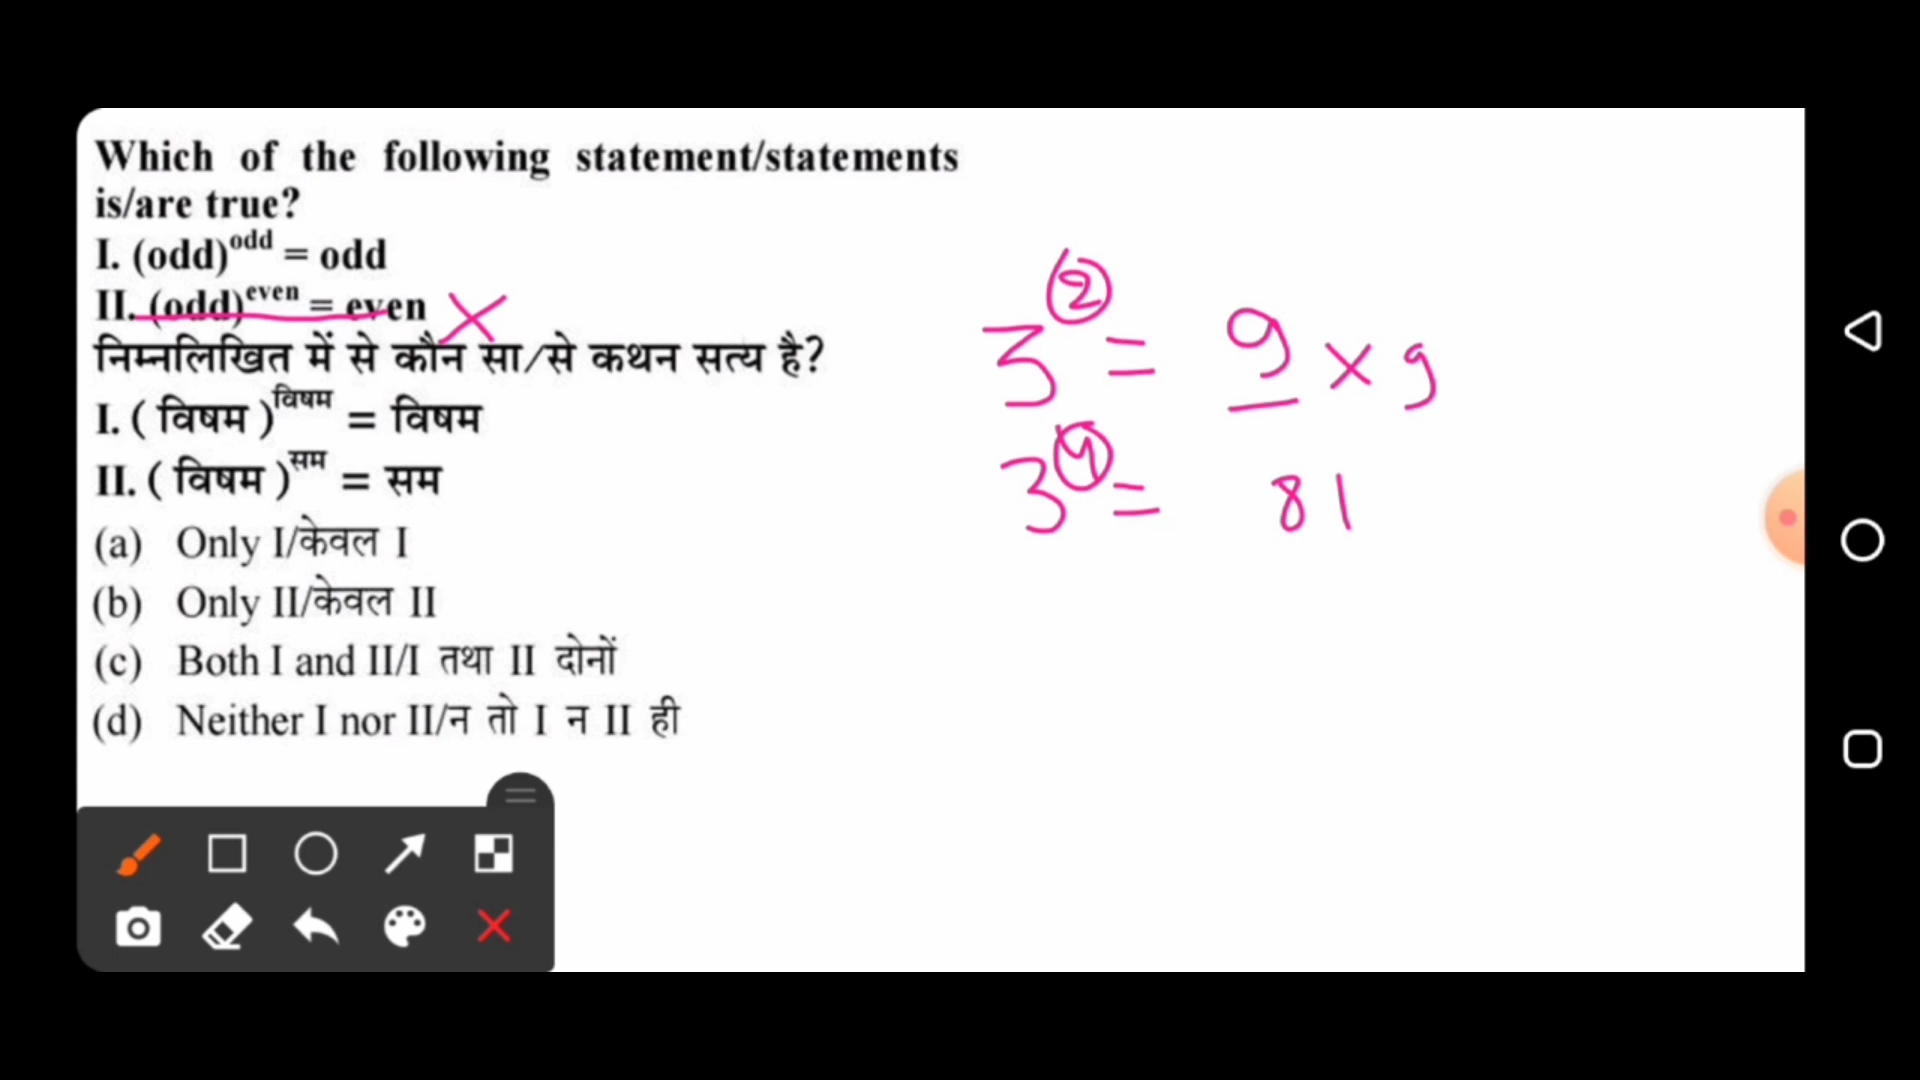 Which of the following statement/statements
is/are true?
I. (odd)^odd = odd
II. (odd)^even = even ×
निम्नलिखित में से कौन सा/से कथन सत्य है?
I. ( विषम )^विषम = विषम
II. ( विषम )^सम = सम
(a) Only I/केवल I
(b) Only II/केवल II
(c) Both I and II/I तथा II दोनों
(d) Neither I nor II/न तो I न II ही
3^2 = 9 × 9
3^4 = 81